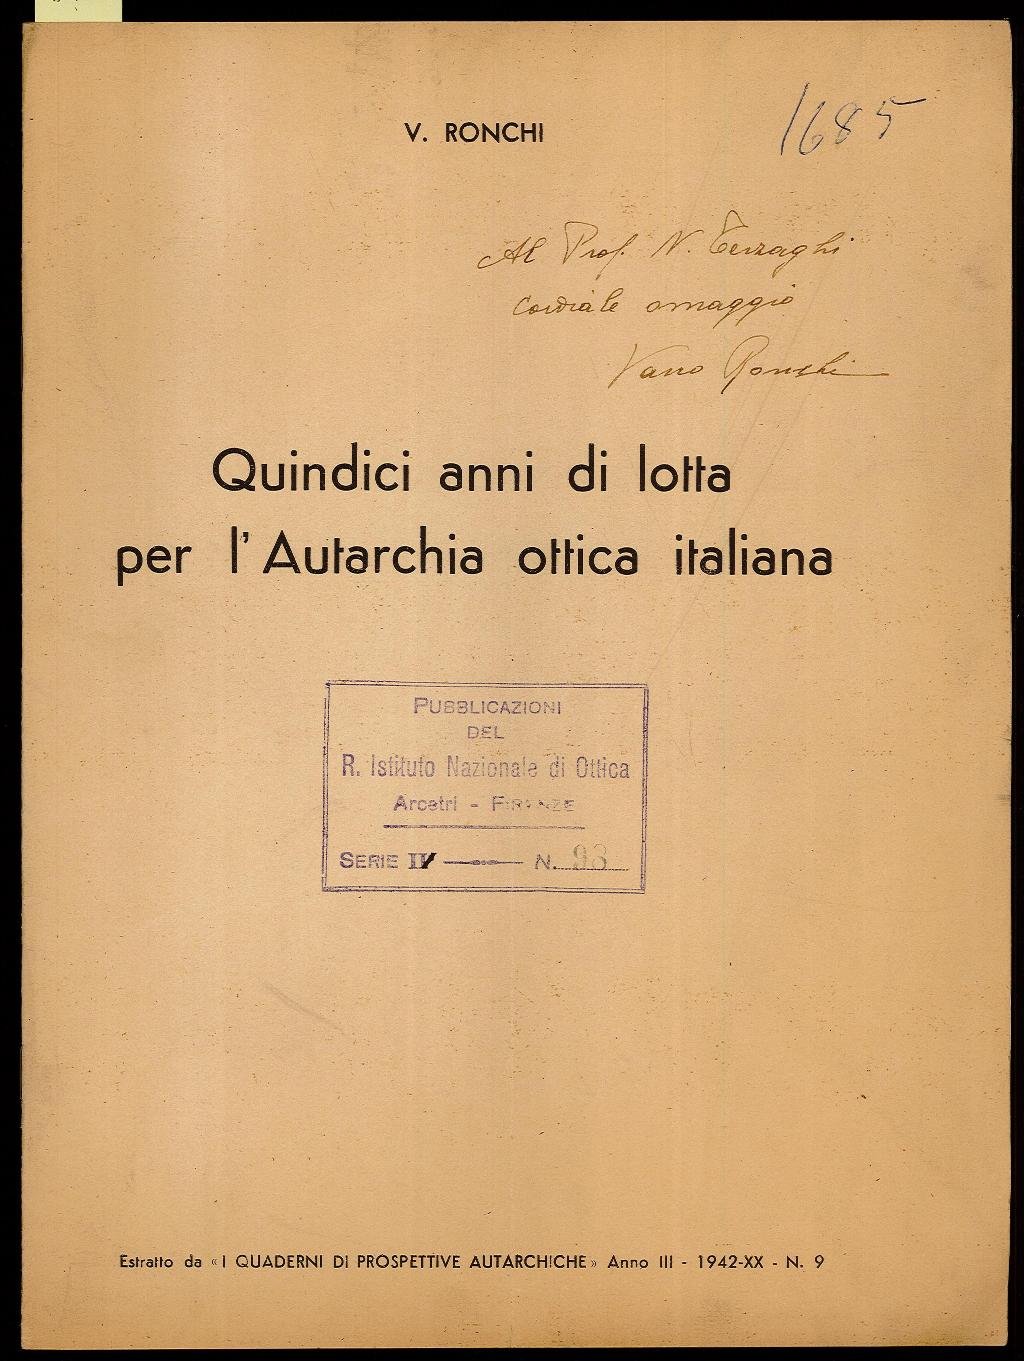 V. RONCHI
1685
Al Prof. N. Terzaghi
Cordiale omaggio
Vasco Ronchi
Quindici anni di lotta
per l'Autarchia ottica italiana
PUBBLICAZIONI
DEL
R. Istituto Nazionale di Ottica
Arcetri - FIRENZE
SERIE IV N. 93
Estratto da «I QUADERNI DI PROSPETTIVE AUTARCHICHE» Anno III - 1942-XX - N. 9